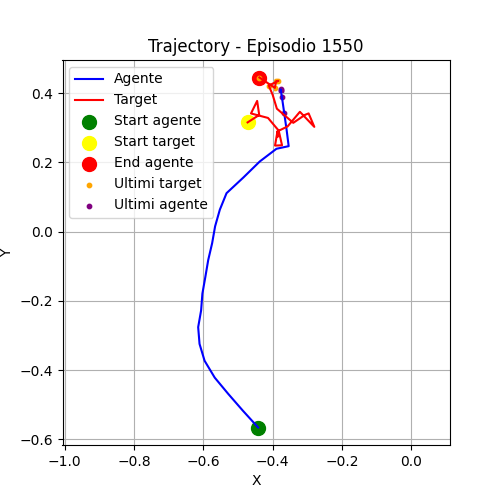 Trajectory - Episodio 1550
Agente
Target
Start agente
Start target
End agente
Ultimi target
Ultimi agente
Y
0.4
0.2
0.0
−0.2
−0.4
−0.6
−1.0 −0.8 −0.6 −0.4 −0.2 0.0
X